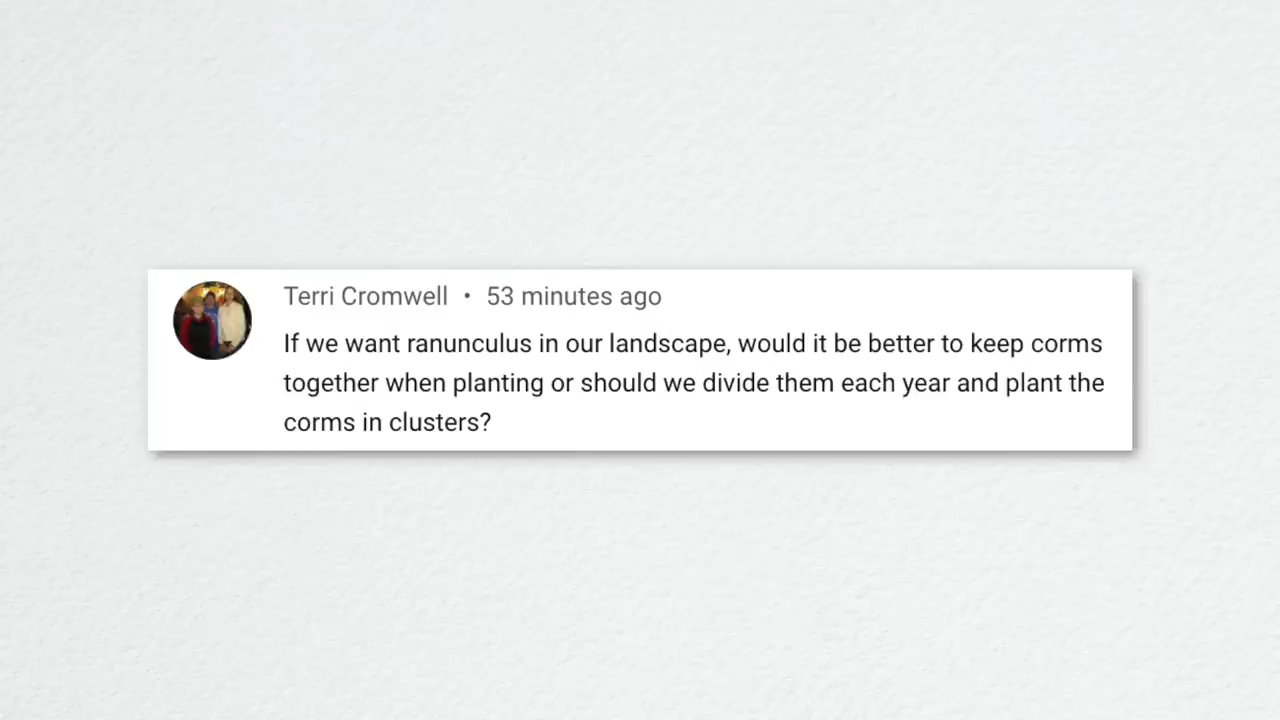 Terri Cromwell • 53 minutes ago
If we want ranunculus in our landscape, would it be better to keep corms
together when planting or should we divide them each year and plant the
corms in clusters?